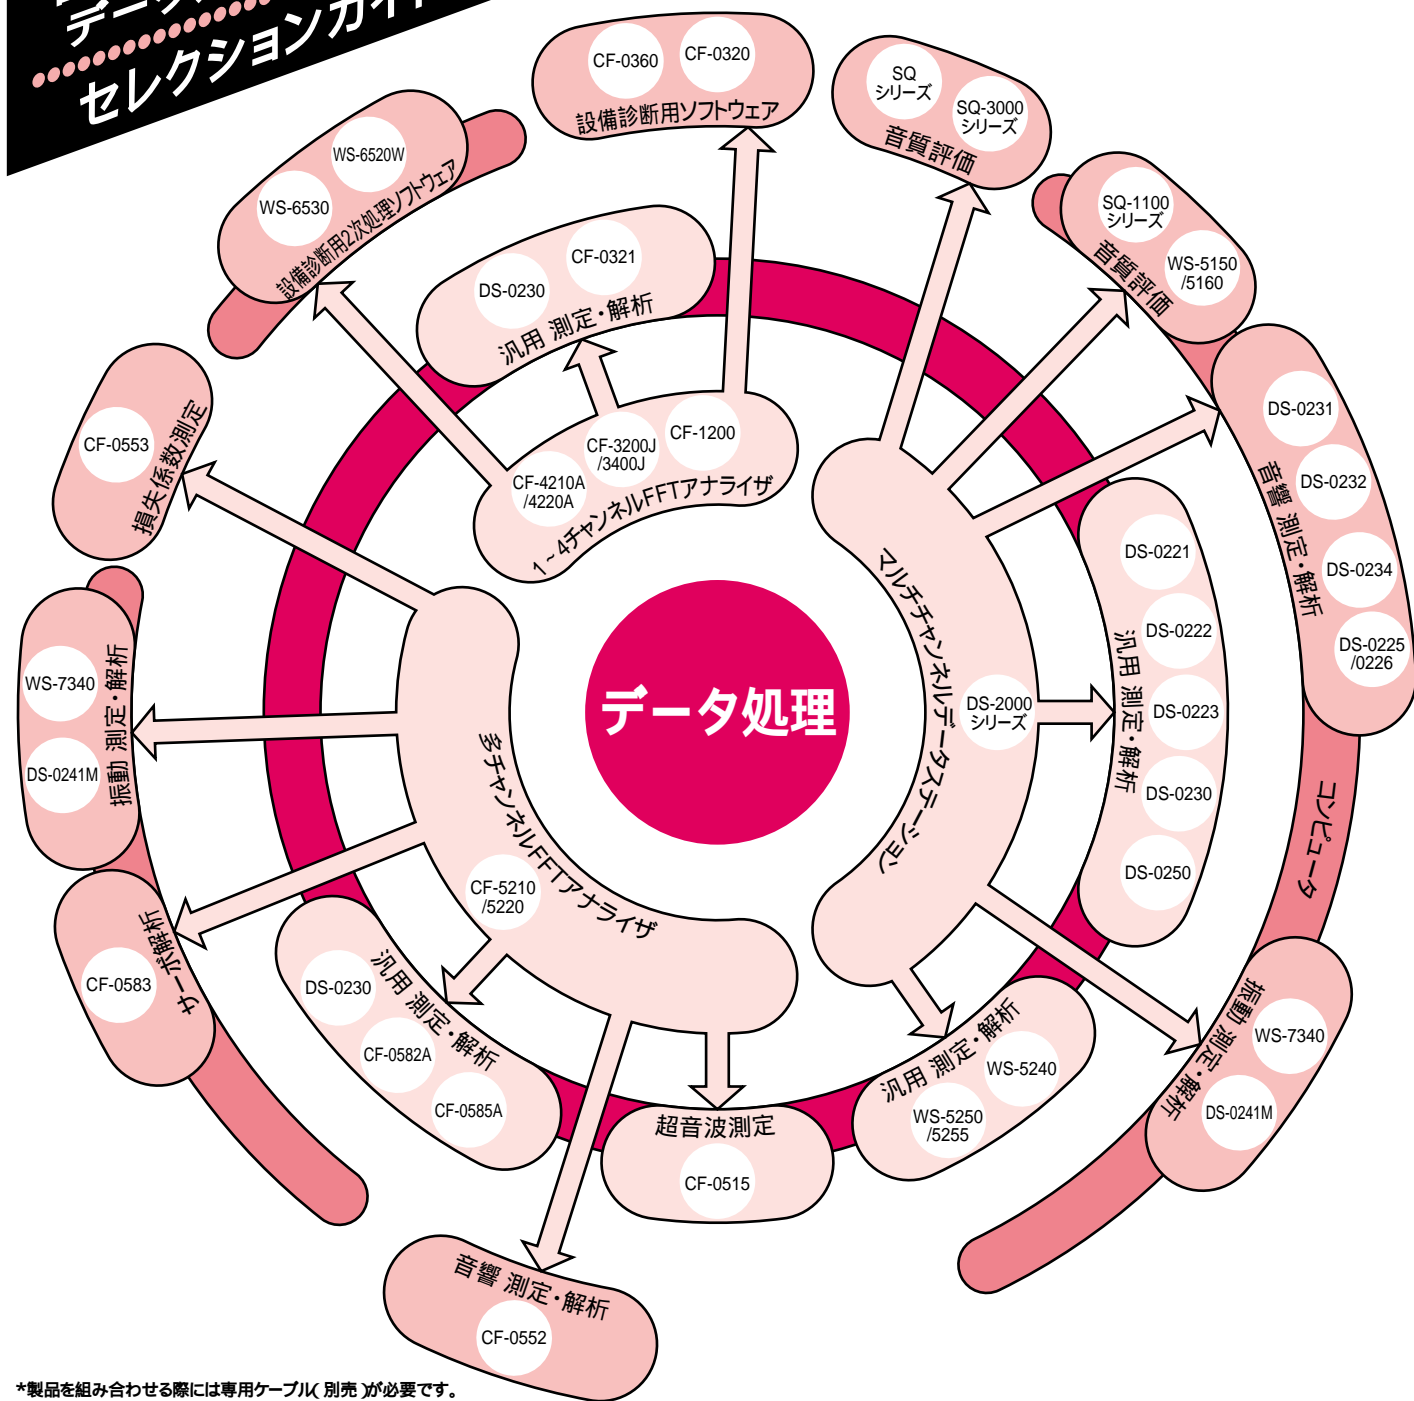 セレクションガイド
CF-0360
CF-0320
設備診断用ソフトウェア
SQ
シリーズ
SQ-3000
シリーズ
音質評価
WS-6520W
WS-6530
設備診断用2次処理ソフトウェア
SQ-1100
シリーズ
WS-5150
/5160
音質評価
CF-0321
DS-0230
汎用 測定・解析
CF-0553
損失係数測定
CF-1200
CF-3200J
/3400J
CF-4210A
/4220A
1~4チャンネルFFTアナライザ
DS-0231
DS-0232
DS-0234
DS-0225
/0226
音響 測定・解析
DS-0221
DS-0222
DS-0223
DS-0230
DS-0250
汎用 測定・解析
マルチチャンネルデータステーション
DS-2000
シリーズ
データ処理
WS-7340
DS-0241M
振動 測定・解析
多チャンネルFFTアナライザ
CF-5210
/5220
コンピュータ
CF-0583
サーボ解析
DS-0230
CF-0582A
CF-0585A
汎用 測定・解析
超音波測定
CF-0515
汎用 測定・解析
WS-5240
WS-5250
/5255
振動 測定・解析
WS-7340
DS-0241M
音響 測定・解析
CF-0552
*製品を組み合わせる際には専用ケーブル(別売)が必要です。